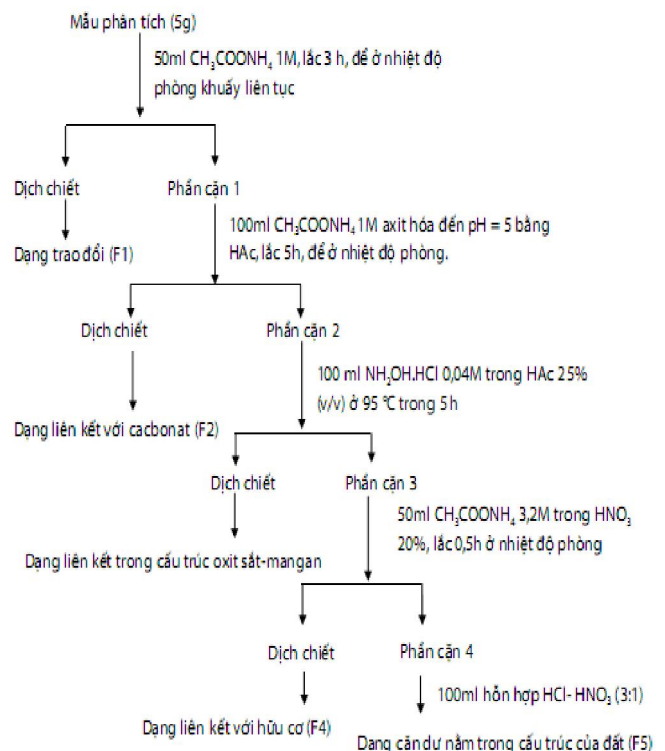 Mẫu phân tích (5g)
50ml CH₃COONH₄ 1M, lắc 3 h, để ở nhiệt độ
phòng khuấy liên tục
Dịch chiết
Phần cặn 1
100ml CH₃COONH₄ 1M axit hóa đến pH = 5 bằng
HAc, lắc 5h, để ở nhiệt độ phòng.
Dạng trao đổi (F1)
Dịch chiết
Phần cặn 2
100 ml NH₂OH.HCl 0,04M trong HAc 25%
(v/v) ở 95 °C trong 5 h
Dạng liên kết với cacbonat (F2)
Dịch chiết
Phần cặn 3
50ml CH₃COONH₄ 3,2M trong HNO₃
20%, lắc 0,5h ở nhiệt độ phòng
Dạng liên kết trong cấu trúc oxit sắt-mangan
Dịch chiết
Phần cặn 4
100ml hỗn hợp HCl- HNO₃ (3:1)
Dạng liên kết với hữu cơ (F4)
Dạng cặn dư nằm trong cấu trúc của đất (F5)